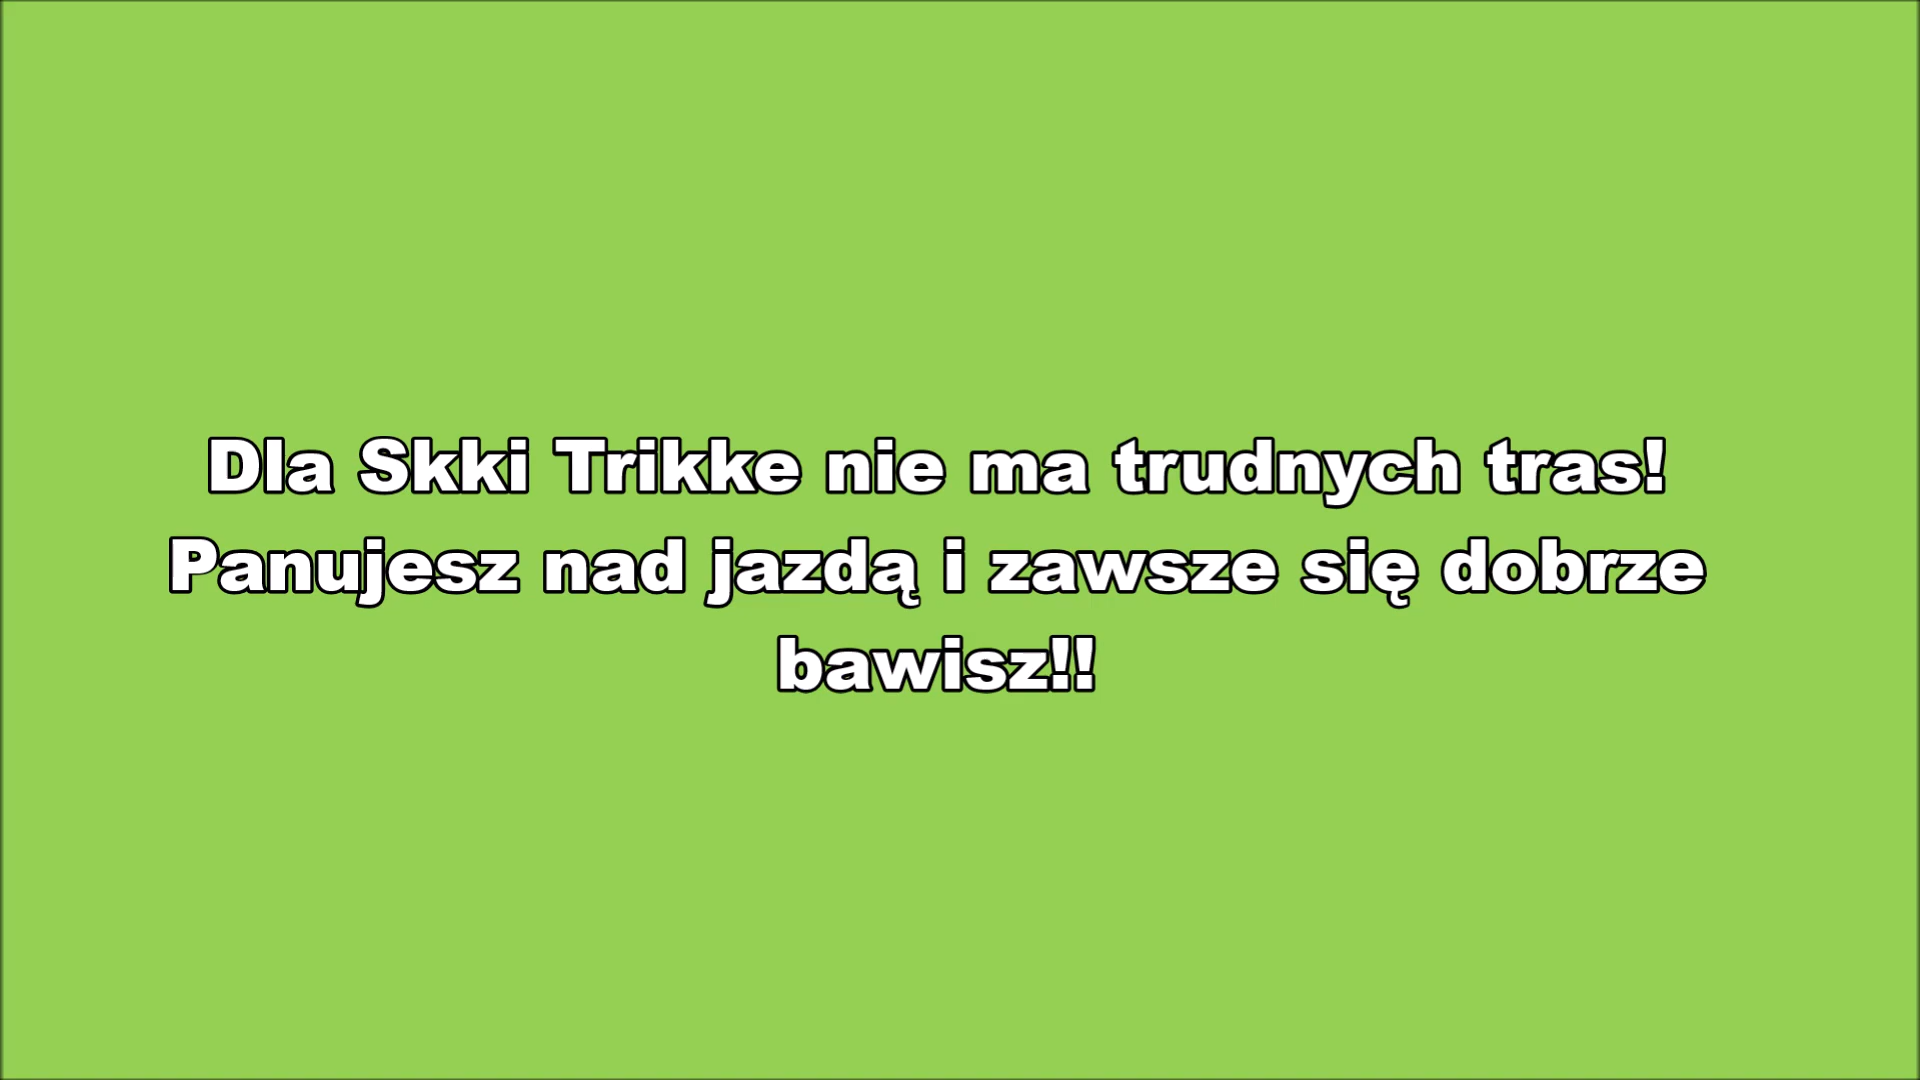 Dla Skki Trikke nie ma trudnych tras!
Panujesz nad jazdą i zawsze się dobrze
bawisz!!